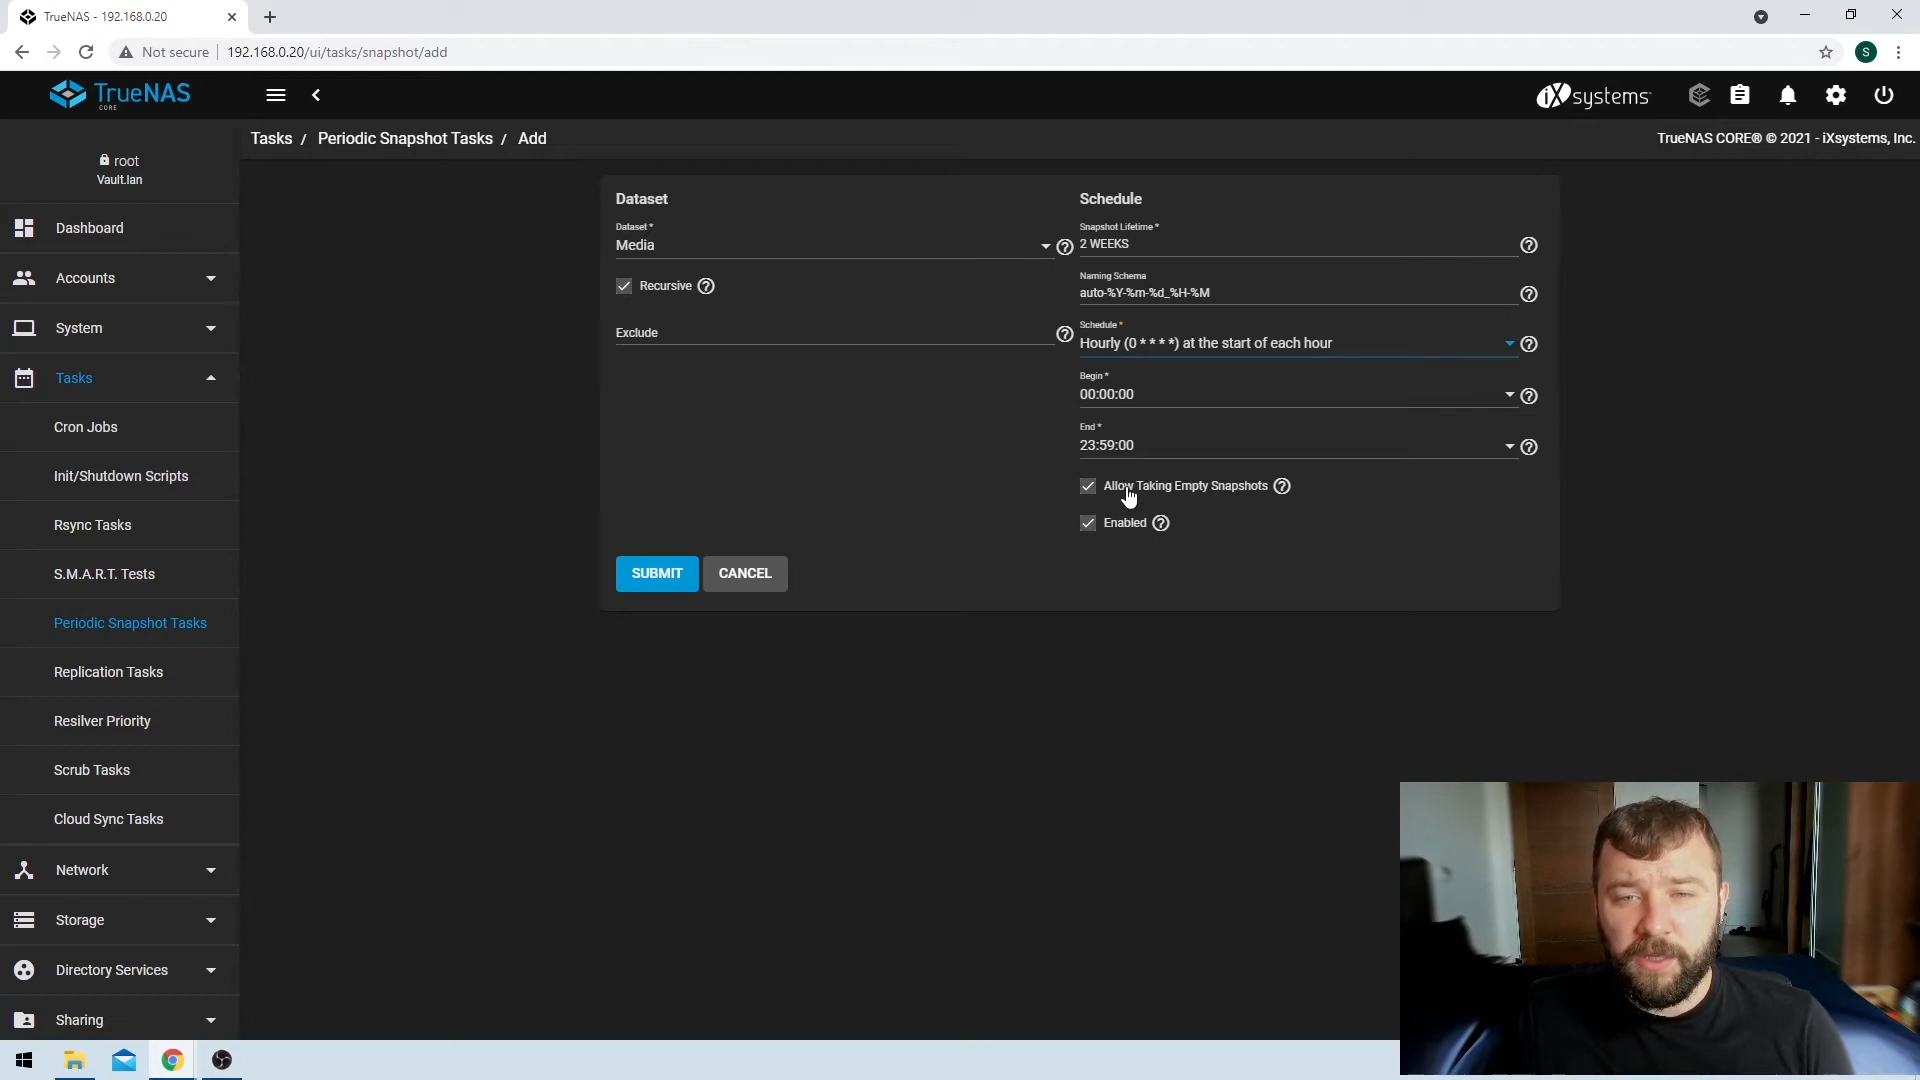 TrueNAS - 192.168.0.20
Not secure
192.168.0.20/ui/tasks/snapshot/add
S
TrueNAS
CORE
iXsystems
root
Vault.lan
Tasks / Periodic Snapshot Tasks / Add
TrueNAS CORE® © 2021 - iXsystems, Inc.
Dashboard
Accounts
System
Tasks
Cron Jobs
Init/Shutdown Scripts
Rsync Tasks
S.M.A.R.T. Tests
Periodic Snapshot Tasks
Replication Tasks
Resilver Priority
Scrub Tasks
Cloud Sync Tasks
Network
Storage
Directory Services
Sharing
Dataset
Dataset *
Media
Recursive
Exclude
Schedule
Snapshot Lifetime *
2 WEEKS
Naming Schema
auto-%Y-%m-%d_%H-%M
Schedule *
Hourly (0 * * * *) at the start of each hour
Begin *
00:00:00
End *
23:59:00
Allow Taking Empty Snapshots
Enabled
SUBMIT
CANCEL